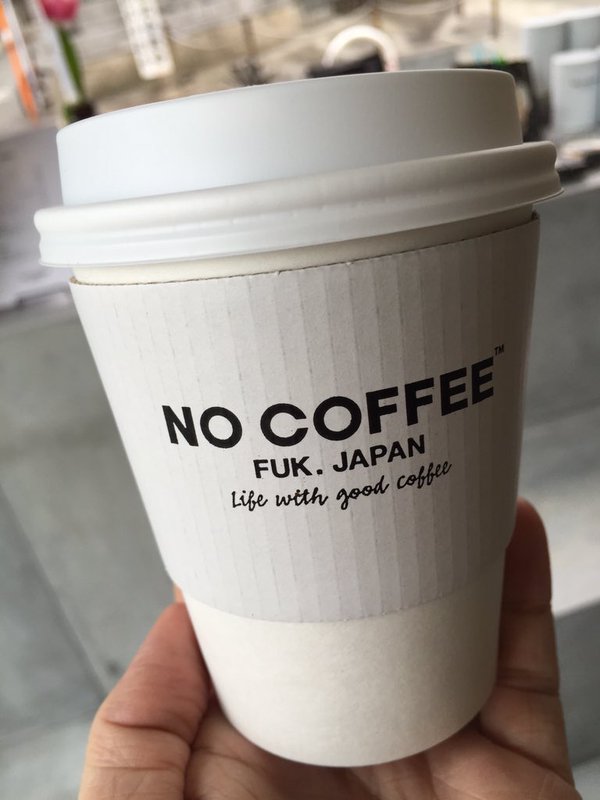 NO COFFEE™
FUK. JAPAN
Life with good coffee